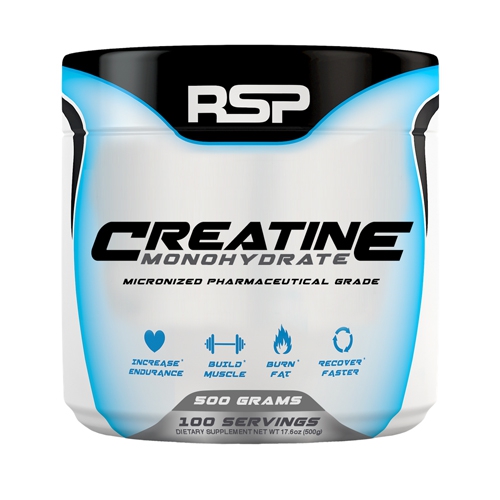 RSP
CREATINE
MONOHYDRATE
MICRONIZED PHARMACEUTICAL GRADE
INCREASE* BUILD* BURN* RECOVER*
ENDURANCE MUSCLE FAT FASTER
500 GRAMS
100 SERVINGS
DIETARY SUPPLEMENT NET WT 17.6oz (500g)